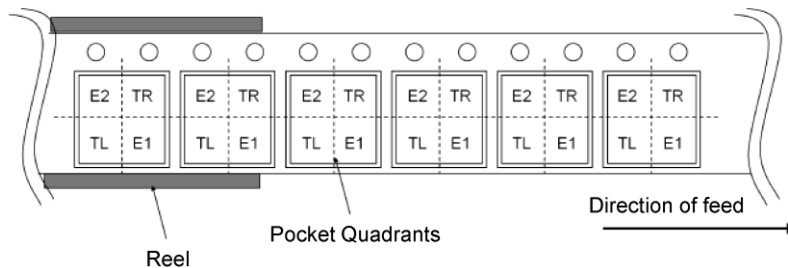 E2 TR E2 TR E2 TR E2 TR E2 TR E2 TR
TL E1 TL E1 TL E1 TL E1 TL E1 TL E1
Direction of feed
Pocket Quadrants
Reel